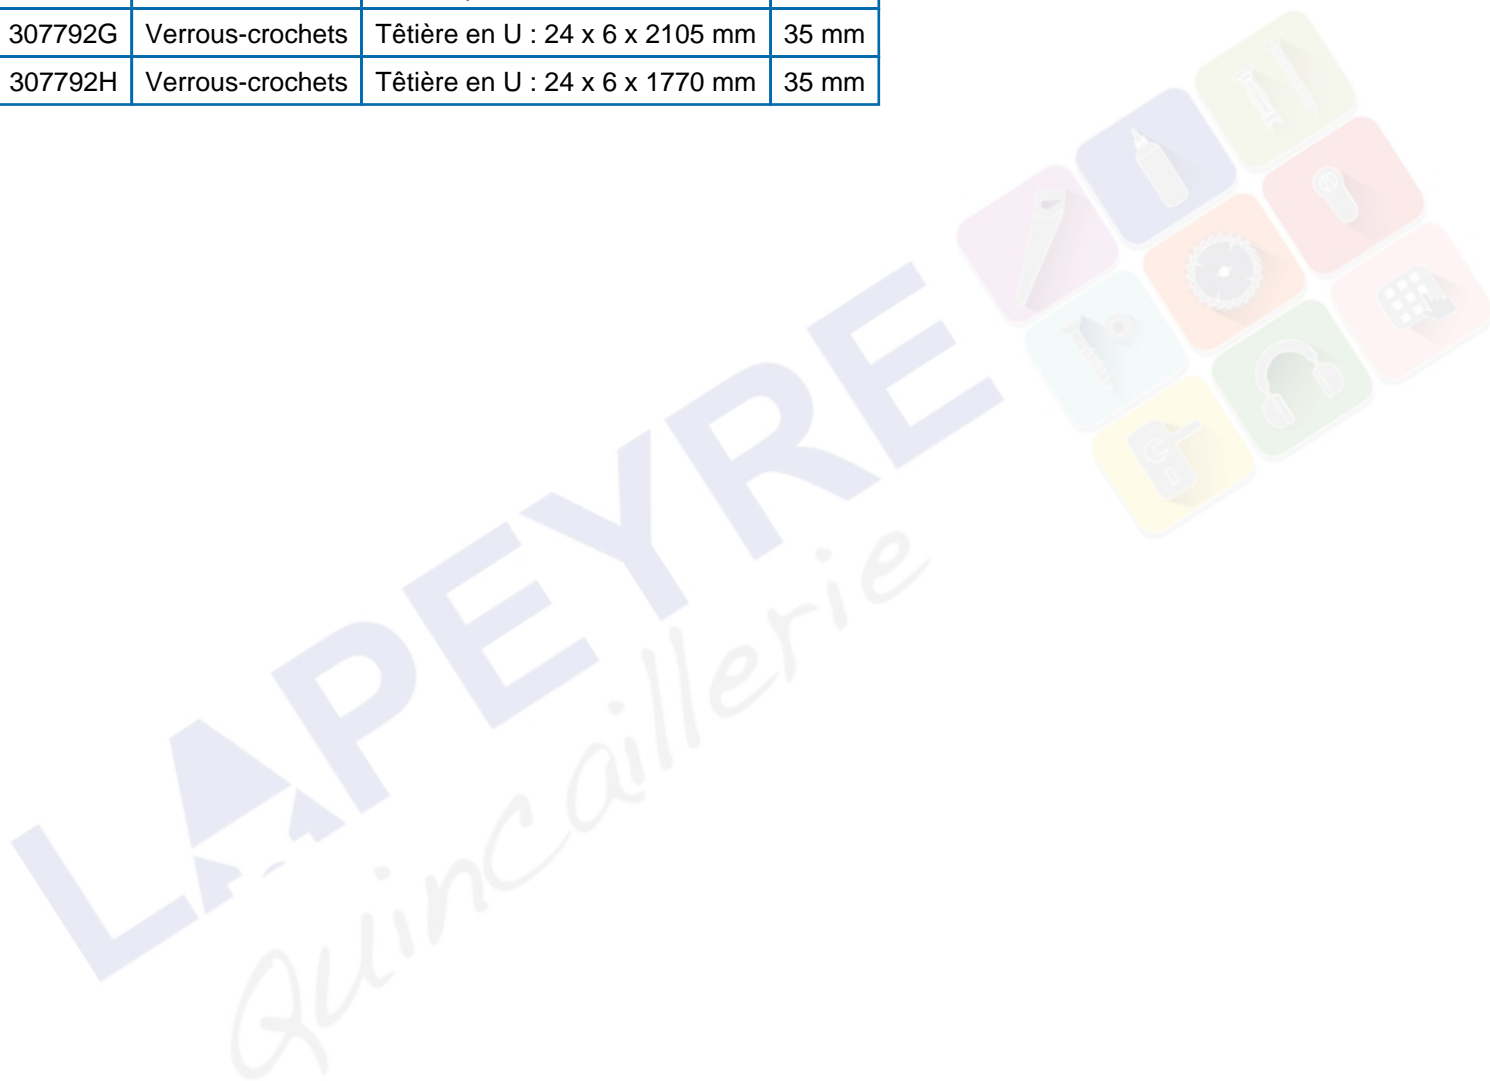 307792G Verrous-crochets Têtière en U : 24 x 6 x 2105 mm 35 mm
307792H Verrous-crochets Têtière en U : 24 x 6 x 1770 mm 35 mm
LAPEYRE
Quincaillerie